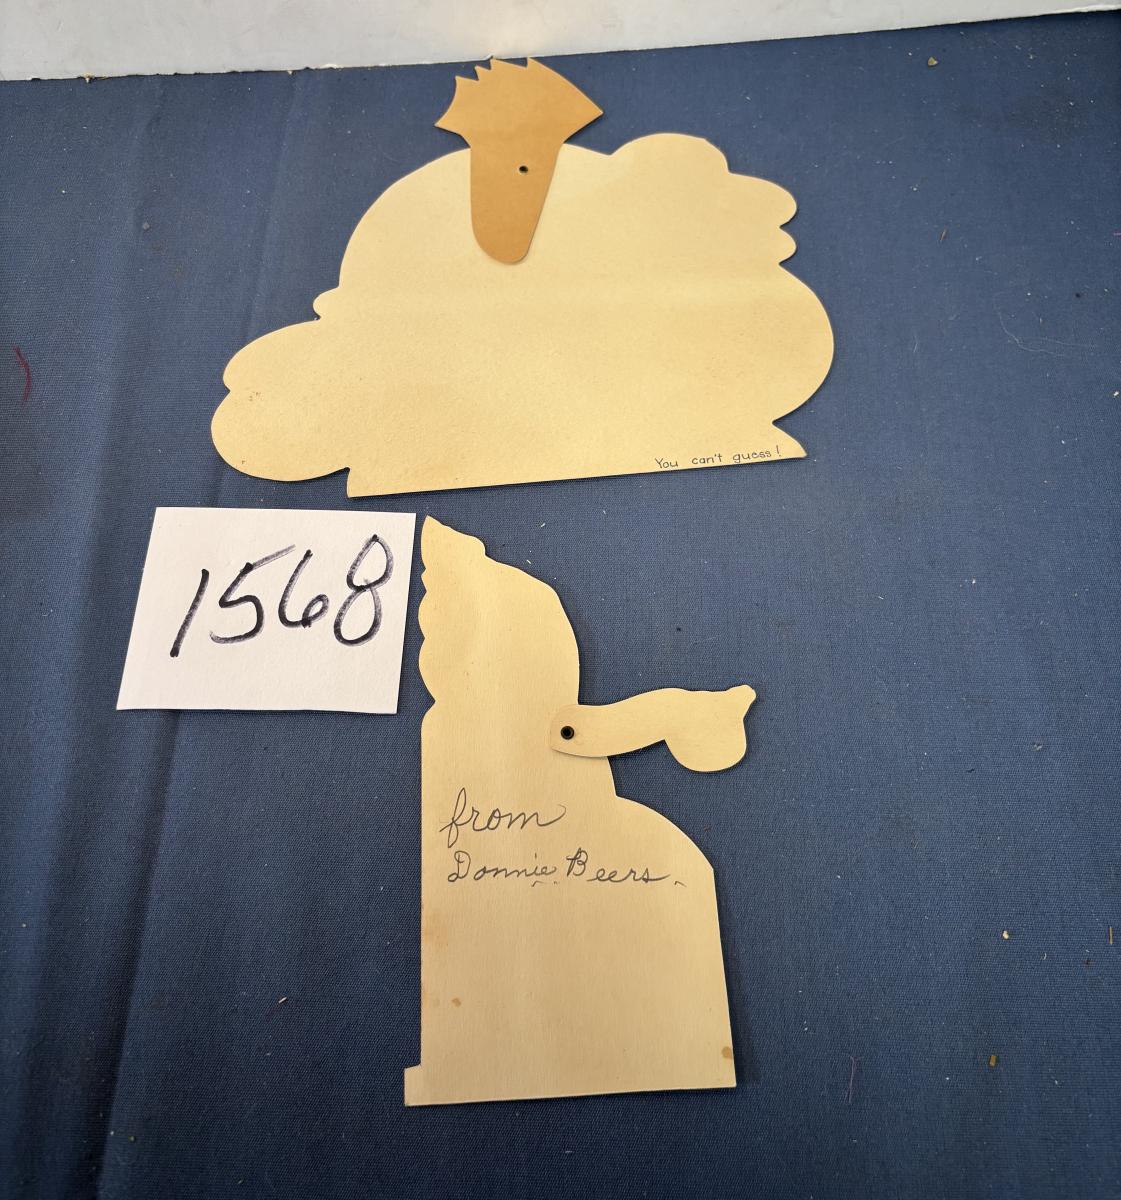 You can't guess!
1568
from
Donnie Beers.